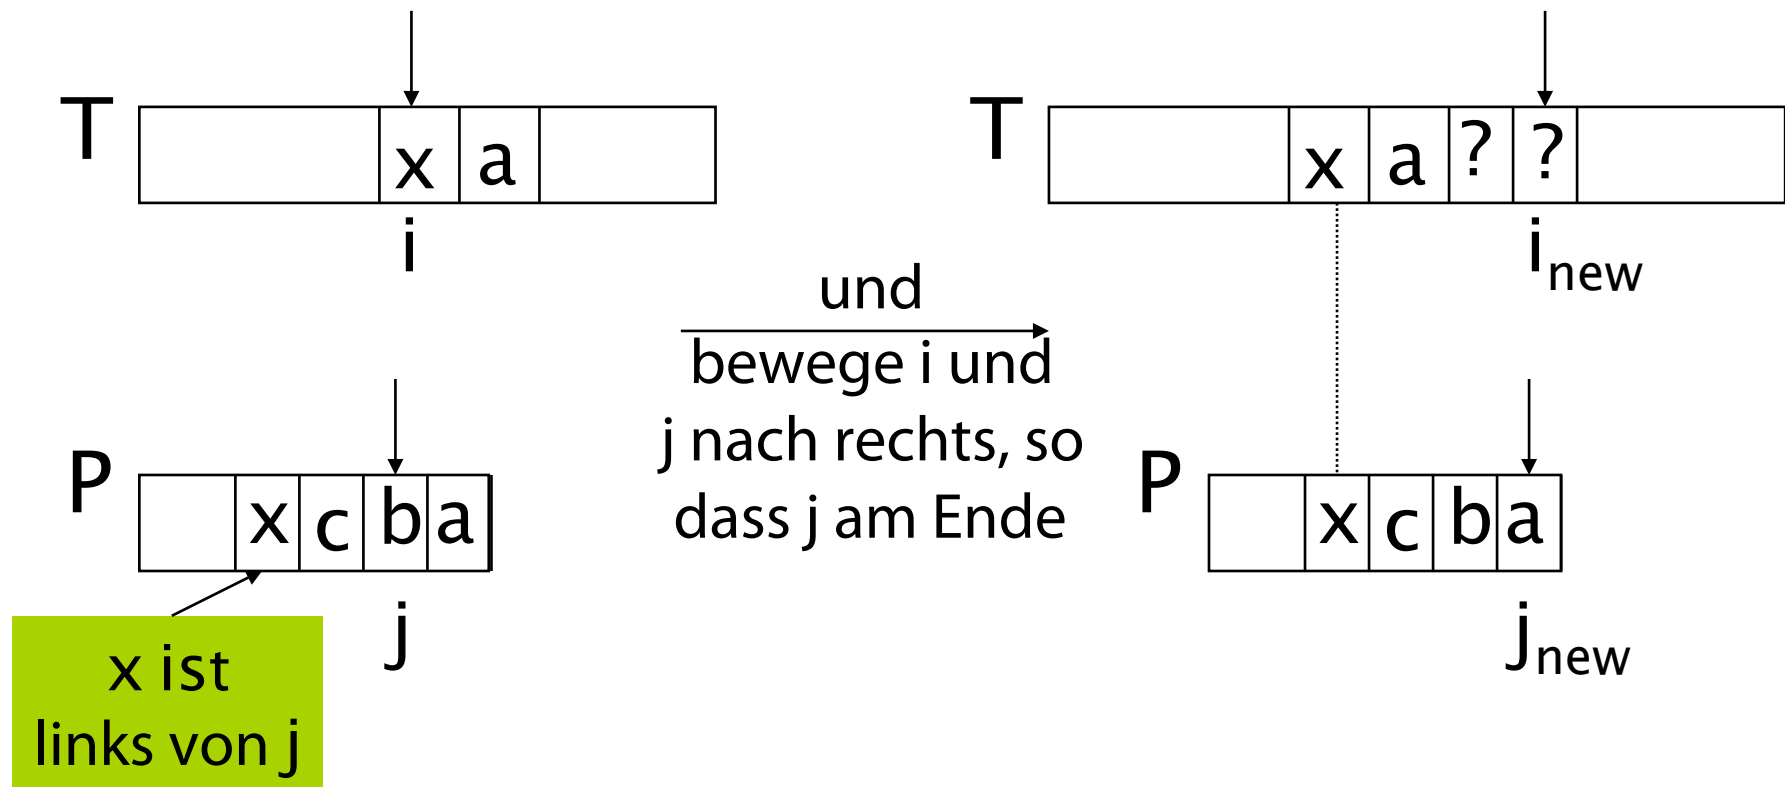 T
x a
i
P
x c b a
j
x ist
links von j
und
bewege i und
j nach rechts, so
dass j am Ende
T
x a ? ?
i new
P
x c b a
j new